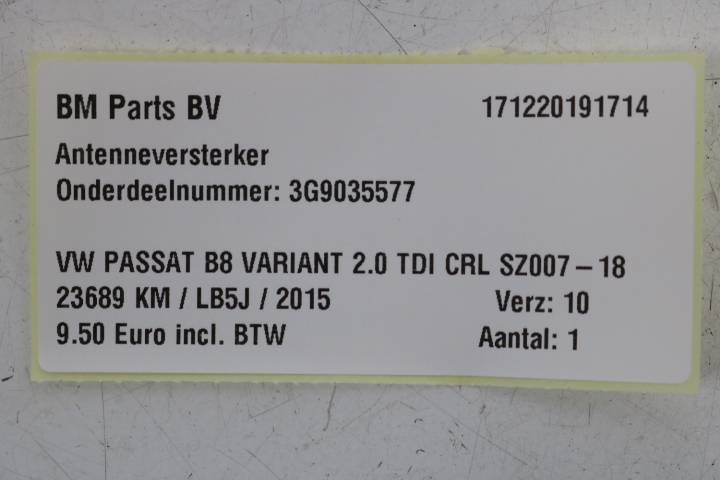 BM Parts BV 171220191714
Antenneversterker
Onderdeelnummer: 3G9035577
VW PASSAT B8 VARIANT 2.0 TDI CRL SZ007-18
23689 KM / LB5J / 2015 Verz: 10
9.50 Euro incl. BTW Aantal: 1